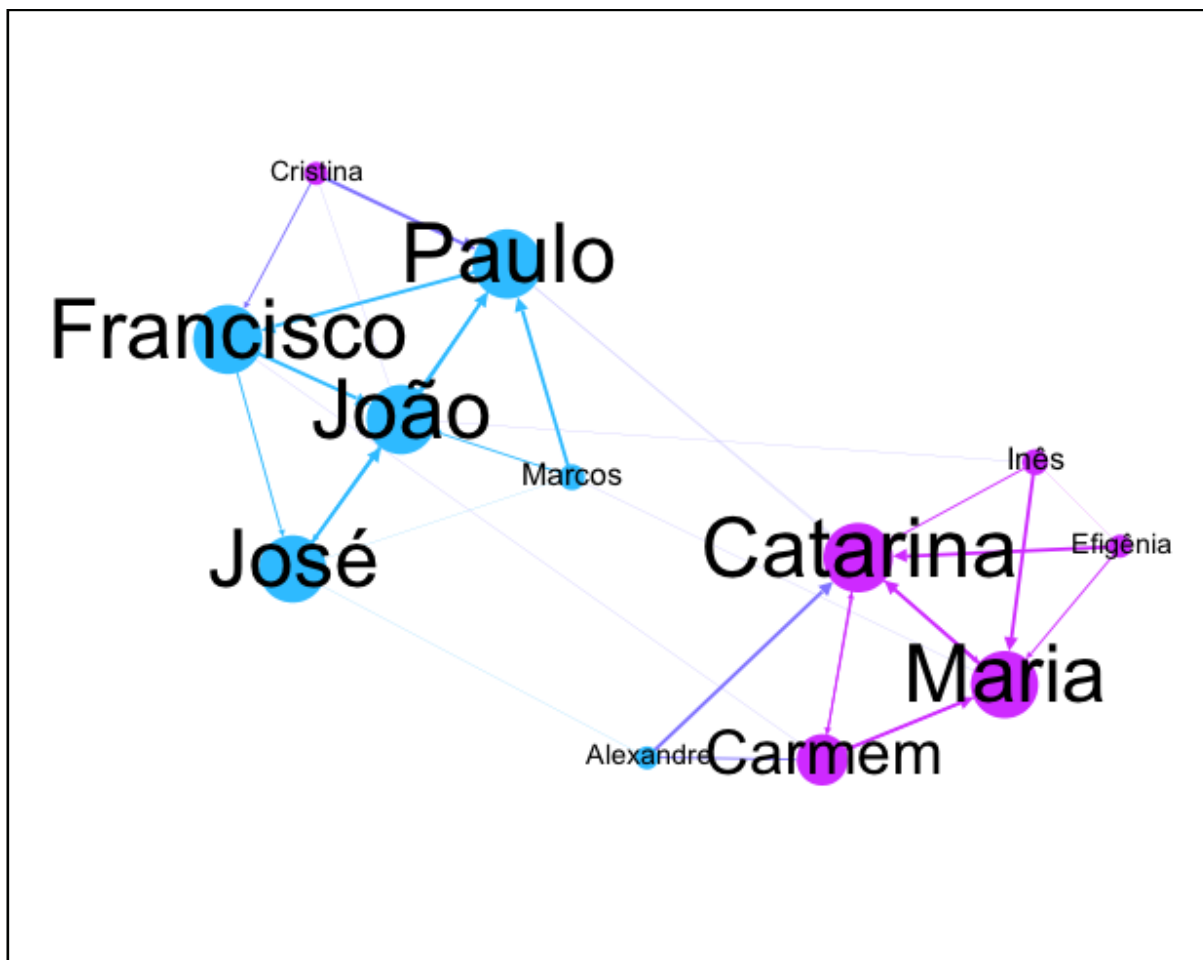 Cristina
Paulo
Francisco
João
Marcos
Inês
José
Catarina
Efigênia
Maria
Alexandre
Carmem